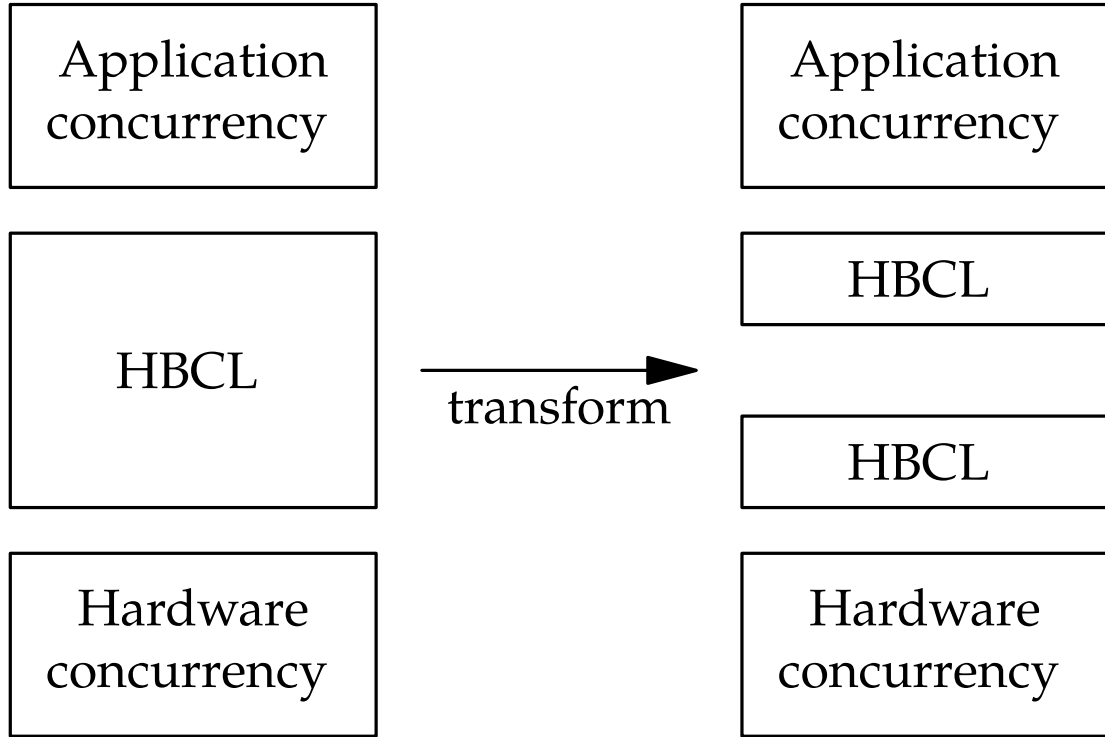 Application
concurrency
HBCL
Hardware
concurrency
transform
Application
concurrency
HBCL
HBCL
Hardware
concurrency